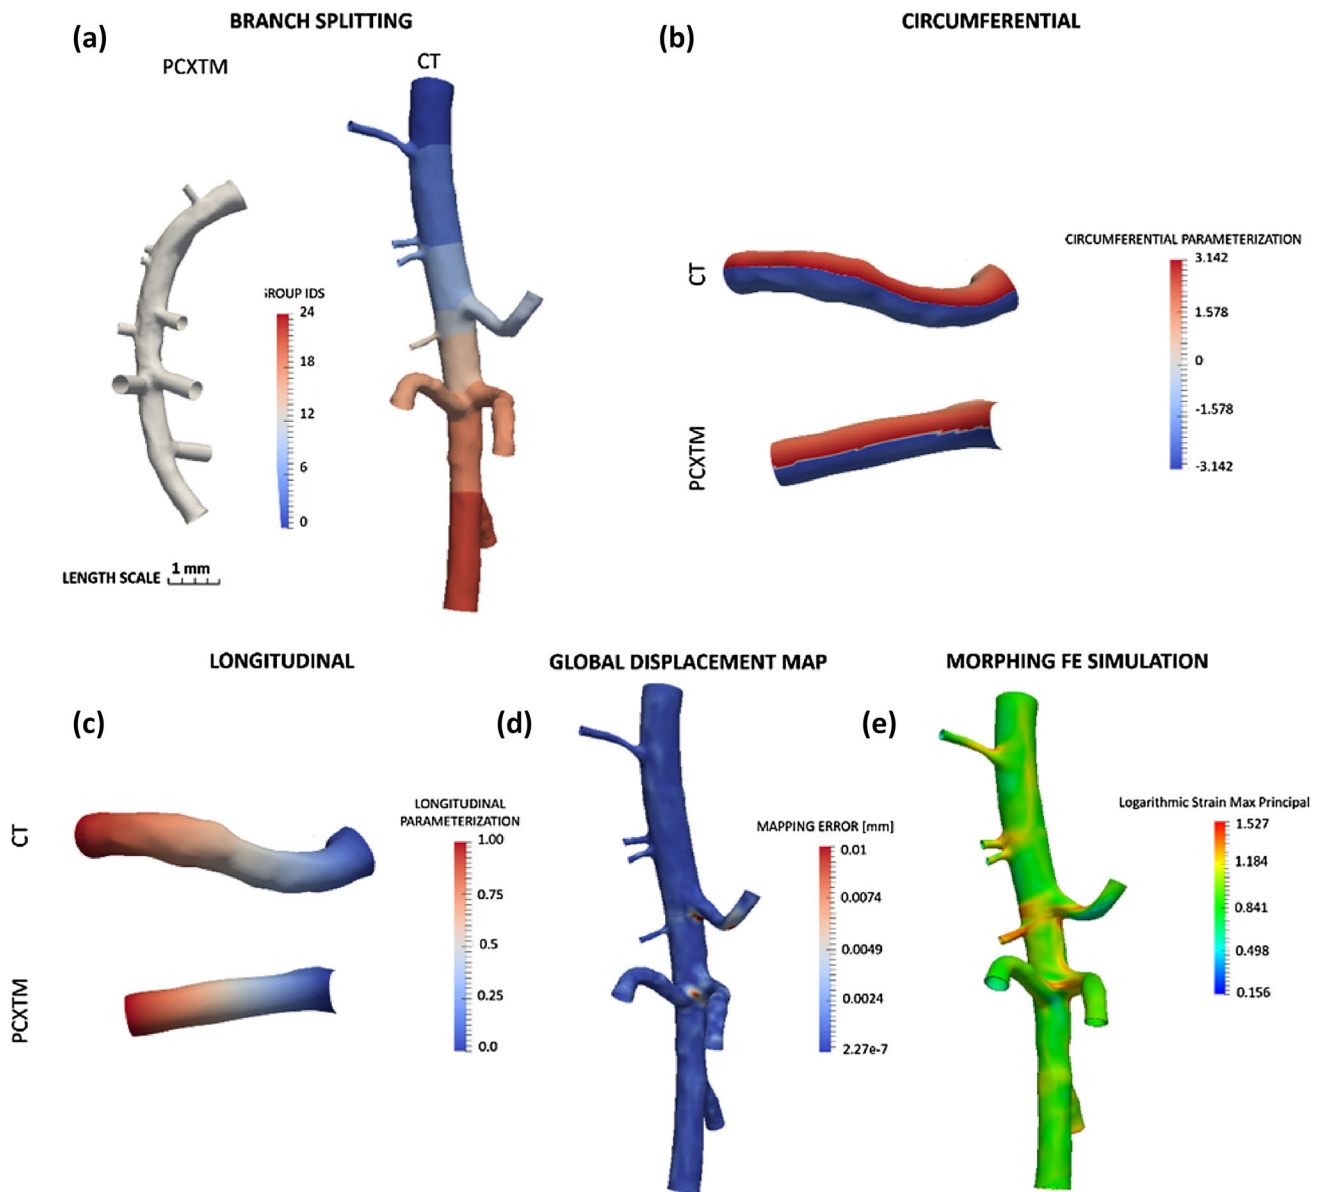 BRANCH SPLITTING
(a)
PCXTM
CT
GROUP IDS
24
18
12
6
0
LENGTH SCALE
1 mm
CIRCUMFERENTIAL
(b)
CT
PCXTM
CIRCUMFERENTIAL PARAMETERIZATION
3.142
1.578
0
-1.578
-3.142
LONGITUDINAL
(c)
CT
PCXTM
LONGITUDINAL
PARAMETERIZATION
1.00
0.75
0.5
0.25
0.0
GLOBAL DISPLACEMENT MAP
(d)
MAPPING ERROR [mm]
0.01
0.0074
0.0049
0.0024
2.27e-7
MORPHING FE SIMULATION
(e)
Logarithmic Strain Max Principal
1.527
1.184
0.841
0.498
0.156